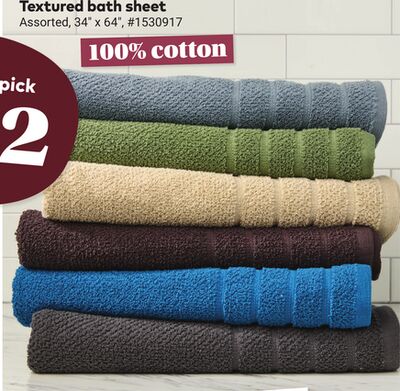 Textured bath sheet
Assorted, 34" x 64", #1530917
100% cotton
pick
2